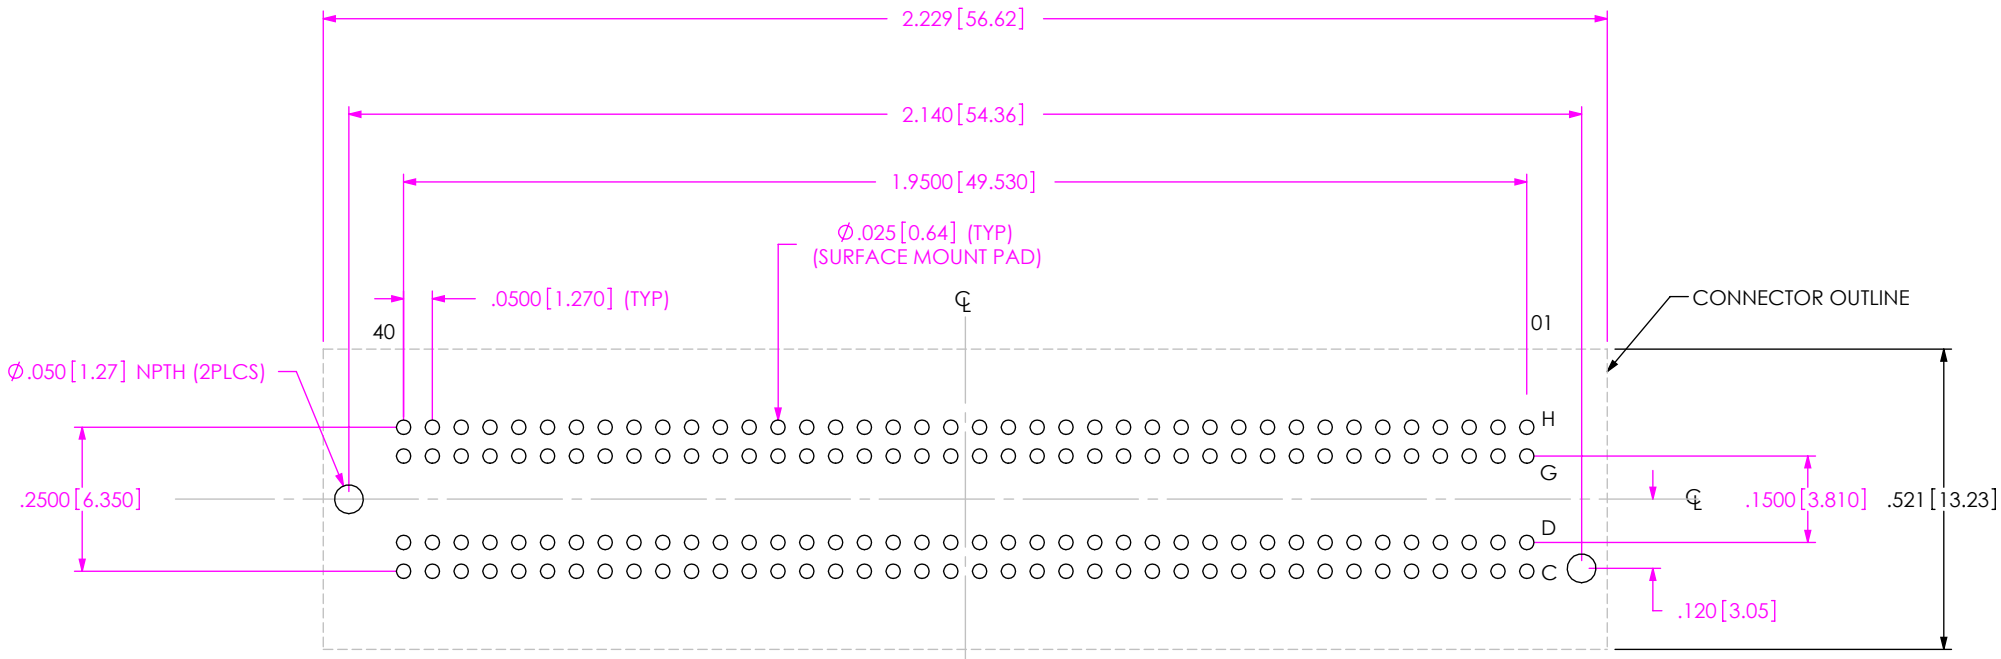 2.229[56.62]
2.140[54.36]
1.9500[49.530]
Ø.025[0.64] (TYP)
(SURFACE MOUNT PAD)
.0500[1.270] (TYP)
℄
CONNECTOR OUTLINE
40
01
Ø.050[1.27] NPTH (2PLCS)
H
G
.2500[6.350]
℄
.1500[3.810]
.521[13.23]
D
C
.120[3.05]